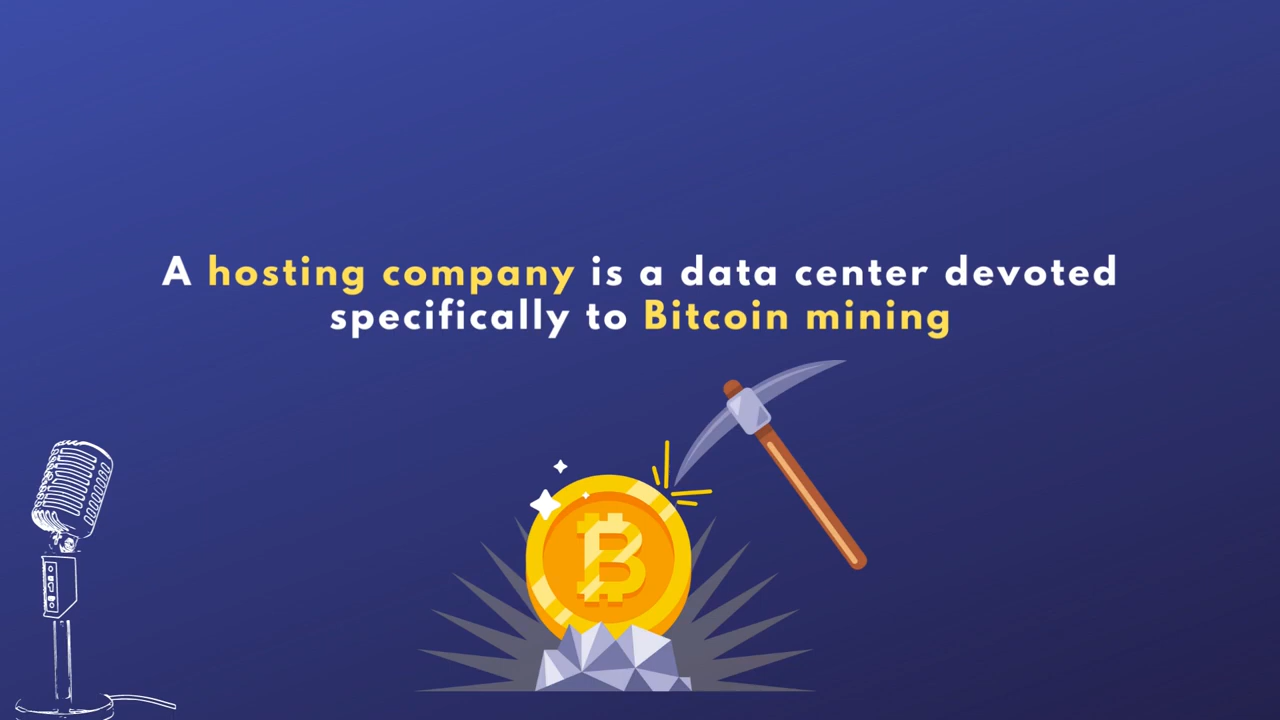 A hosting company is a data center devoted
specifically to Bitcoin mining